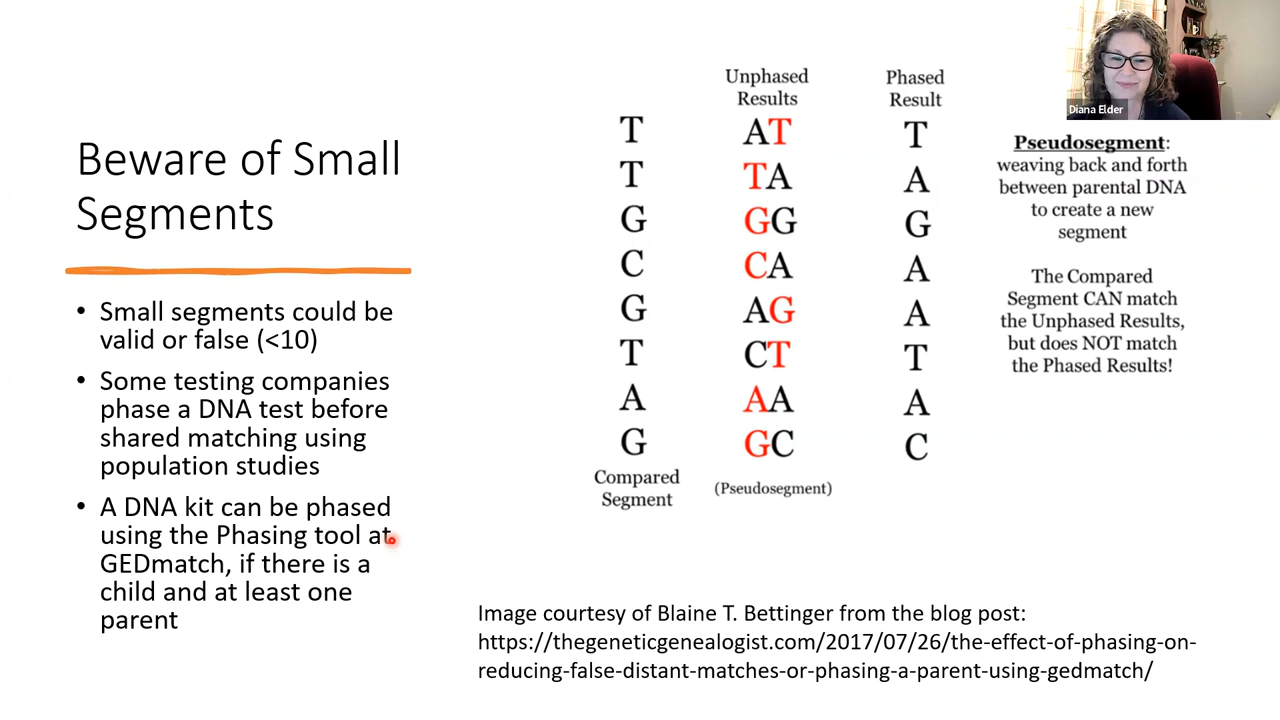 Beware of Small
Segments
• Small segments could be
valid or false (<10)
• Some testing companies
phase a DNA test before
shared matching using
population studies
• A DNA kit can be phased
using the Phasing tool at
GEDmatch, if there is a
child and at least one
parent
Unphased
Results
Phased
Result
T AT T
T TA A
G GG G
C CA A
G AG A
T CT T
A AA A
G GC C
Compared
Segment
(Pseudosegment)
Pseudosegment:
weaving back and forth
between parental DNA
to create a new
segment
The Compared
Segment CAN match
the Unphased Results,
but does NOT match
the Phased Results!
Image courtesy of Blaine T. Bettinger from the blog post:
https://thegeneticgenealogist.com/2017/07/26/the-effect-of-phasing-on-
reducing-false-distant-matches-or-phasing-a-parent-using-gedmatch/
Diana Elder